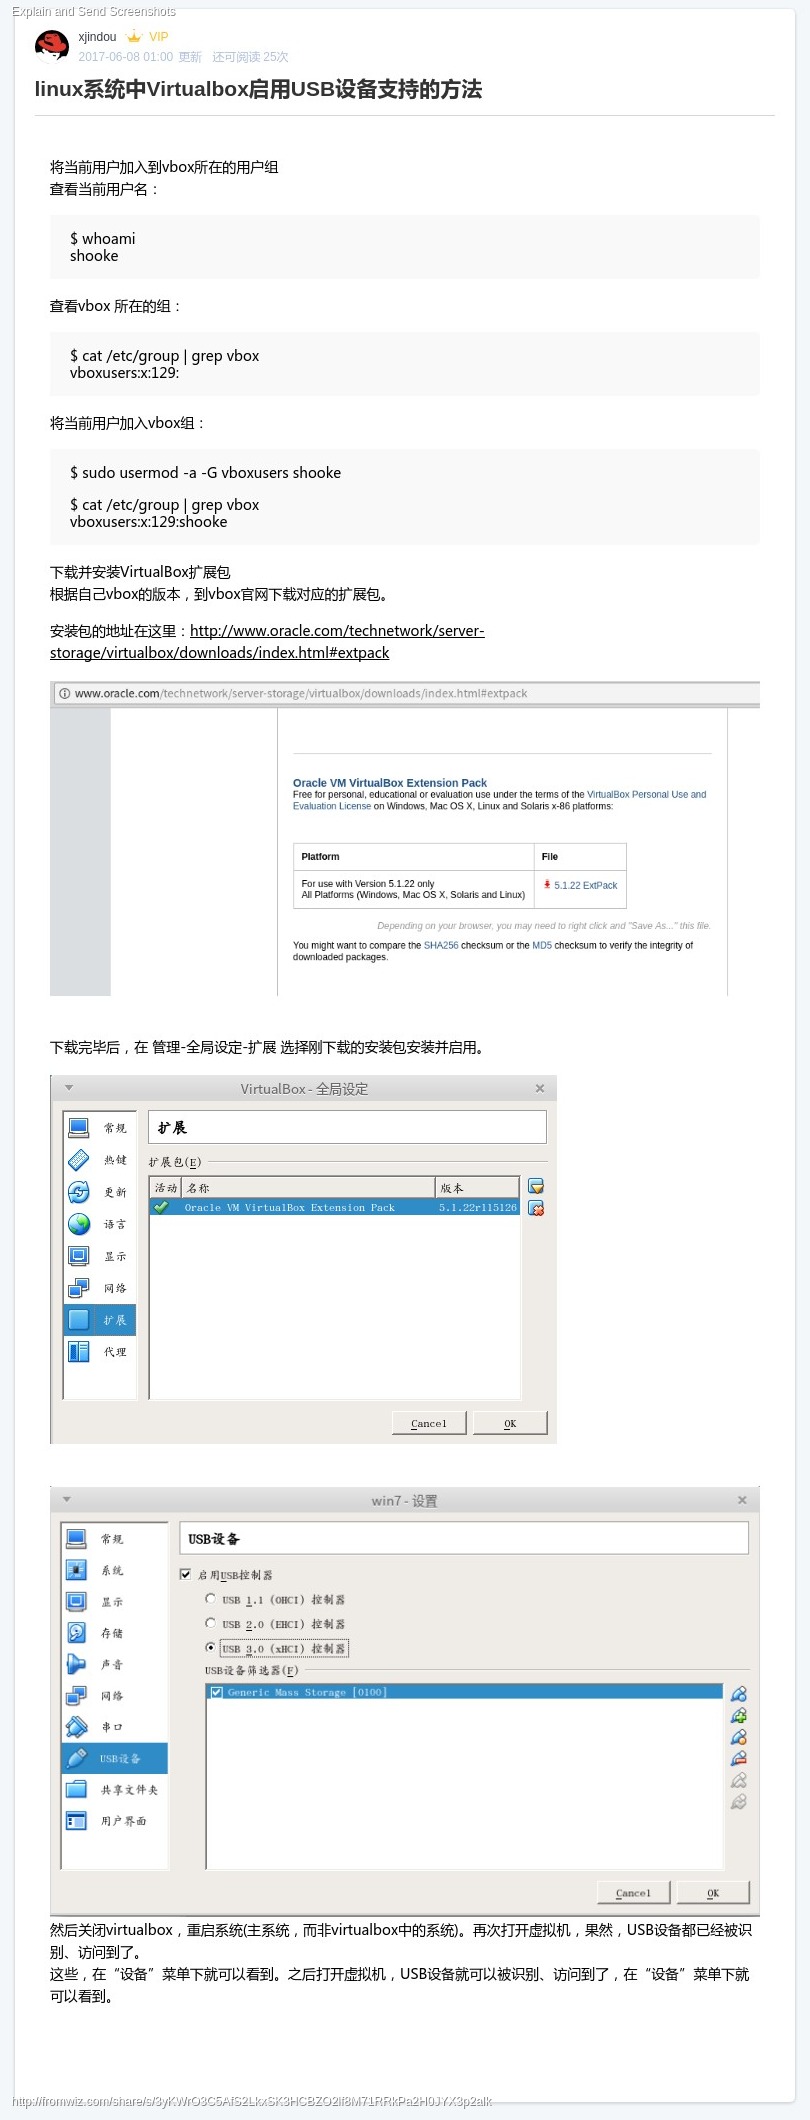 Explain and Send Screenshots
xjindou VIP
2017-06-08 01:00 更新 还可阅读 25次
linux系统中Virtualbox启用USB设备支持的方法
将当前用户加入到vbox所在的用户组
查看当前用户名：
$ whoami
shooke
查看vbox 所在的组：
$ cat /etc/group | grep vbox
vboxusers:x:129:
将当前用户加入vbox组：
$ sudo usermod -a -G vboxusers shooke
$ cat /etc/group | grep vbox
vboxusers:x:129:shooke
下载并安装VirtualBox扩展包
根据自己vbox的版本，到vbox官网下载对应的扩展包。
安装包的地址在这里：http://www.oracle.com/technetwork/server-
storage/virtualbox/downloads/index.html#extpack
www.oracle.com/technetwork/server-storage/virtualbox/downloads/index.html#extpack
Oracle VM VirtualBox Extension Pack
Free for personal, educational or evaluation use under the terms of the VirtualBox Personal Use and
Evaluation License on Windows, Mac OS X, Linux and Solaris x-86 platforms:
Platform File
For use with Version 5.1.22 only
All Platforms (Windows, Mac OS X, Solaris and Linux)
5.1.22 ExtPack
Depending on your browser, you may need to right click and "Save As..." this file.
You might want to compare the SHA256 checksum or the MD5 checksum to verify the integrity of
downloaded packages.
下载完毕后，在 管理-全局设定-扩展 选择刚下载的安装包安装并启用。
VirtualBox - 全局设定
常规
热键
更新
语言
显示
网络
扩展
代理
扩展
扩展包(E)
活动 名称 版本
Oracle VM VirtualBox Extension Pack 5.1.22r115126
Cancel OK
win7 - 设置
常规
系统
显示
存储
声音
网络
串口
USB设备
共享文件夹
用户界面
USB设备
启用USB控制器
USB 1.1 (OHCI) 控制器
USB 2.0 (EHCI) 控制器
USB 3.0 (xHCI) 控制器
USB设备筛选器(F)
Generic Mass Storage [0100]
Cancel OK
然后关闭virtualbox，重启系统(主系统，而非virtualbox中的系统)。再次打开虚拟机，果然，USB设备都已经被识
别、访问到了。
这些，在“设备”菜单下就可以看到。之后打开虚拟机，USB设备就可以被识别、访问到了，在“设备”菜单下就
可以看到。
http://fromwiz.com/share/s/3yKWrO3C5AfS2LkxSK3HCBZO2If8M71RRkPa2H0JYX3p2alk